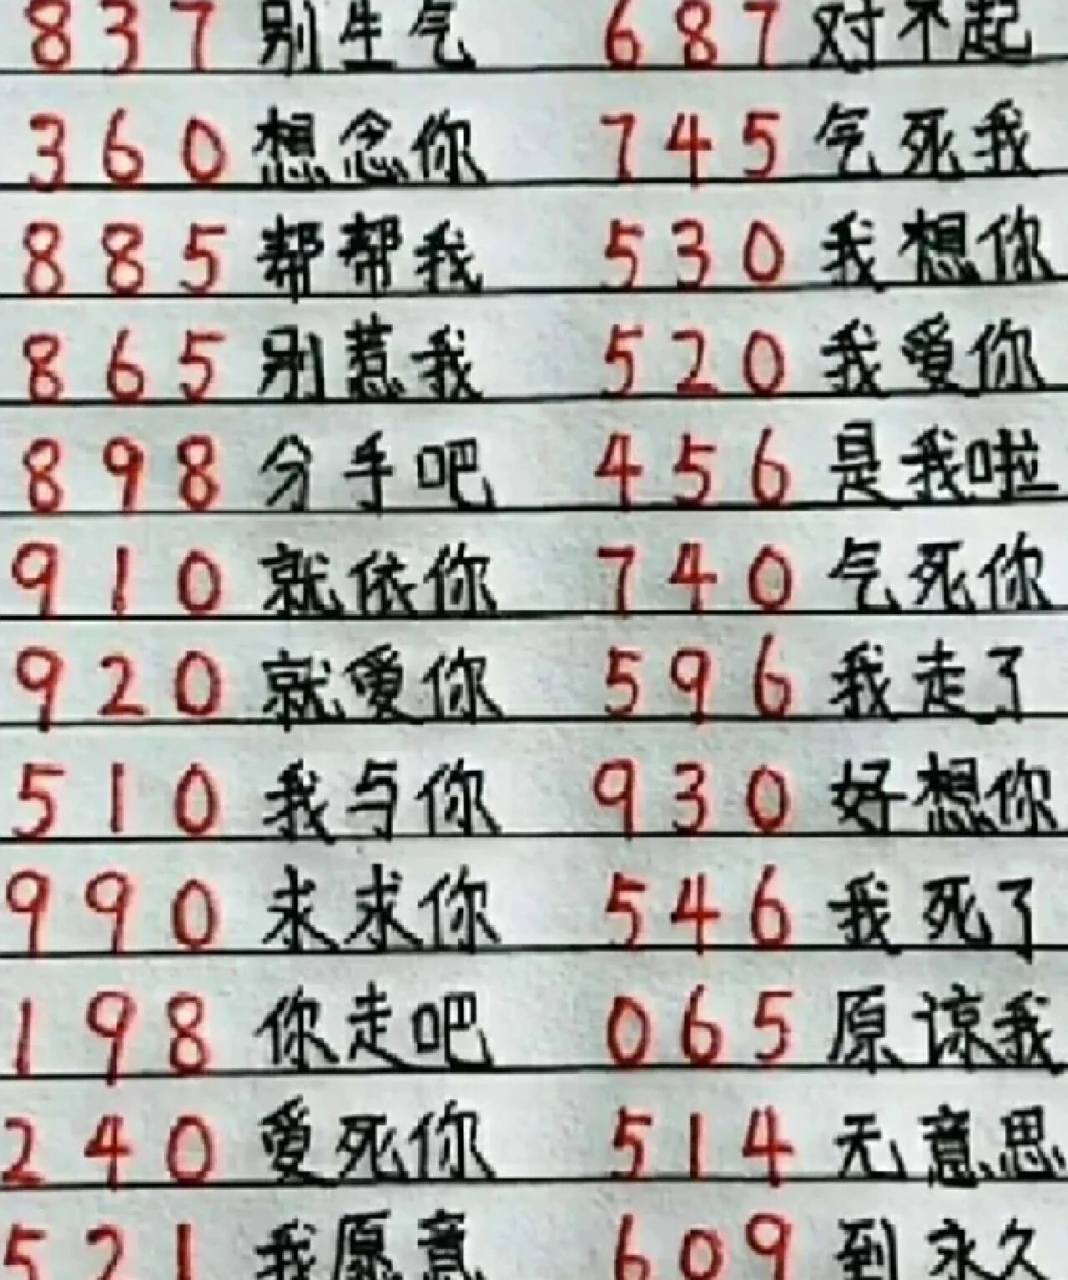 837 别生气 687 对不起
360 想念你 745 气死我
885 帮帮我 530 我想你
865 别惹我 520 我爱你
898 分手吧 456 是我啦
910 就依你 740 气死你
920 就爱你 596 我走了
510 我与你 930 好想你
990 求求你 546 我死了
198 你走吧 065 原谅我
240 爱死你 514 无意思
521 我愿意 609 到永久